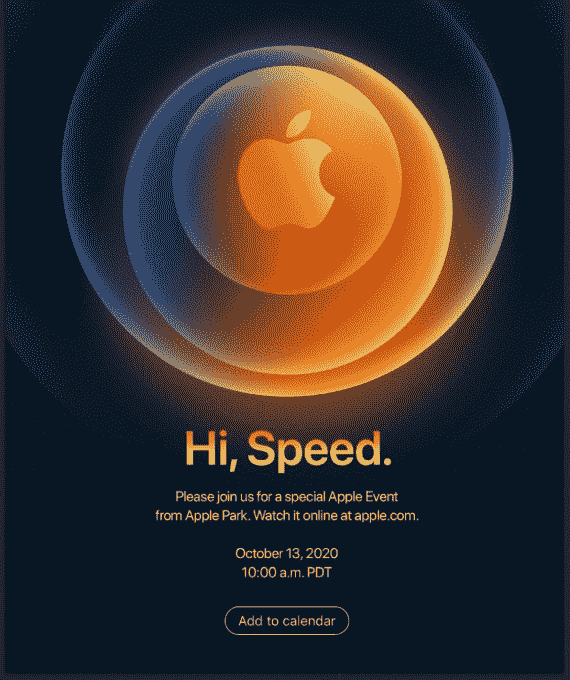 Hi, Speed.
Please join us for a special Apple Event
from Apple Park. Watch it online at apple.com.
October 13, 2020
10:00 a.m. PDT
Add to calendar